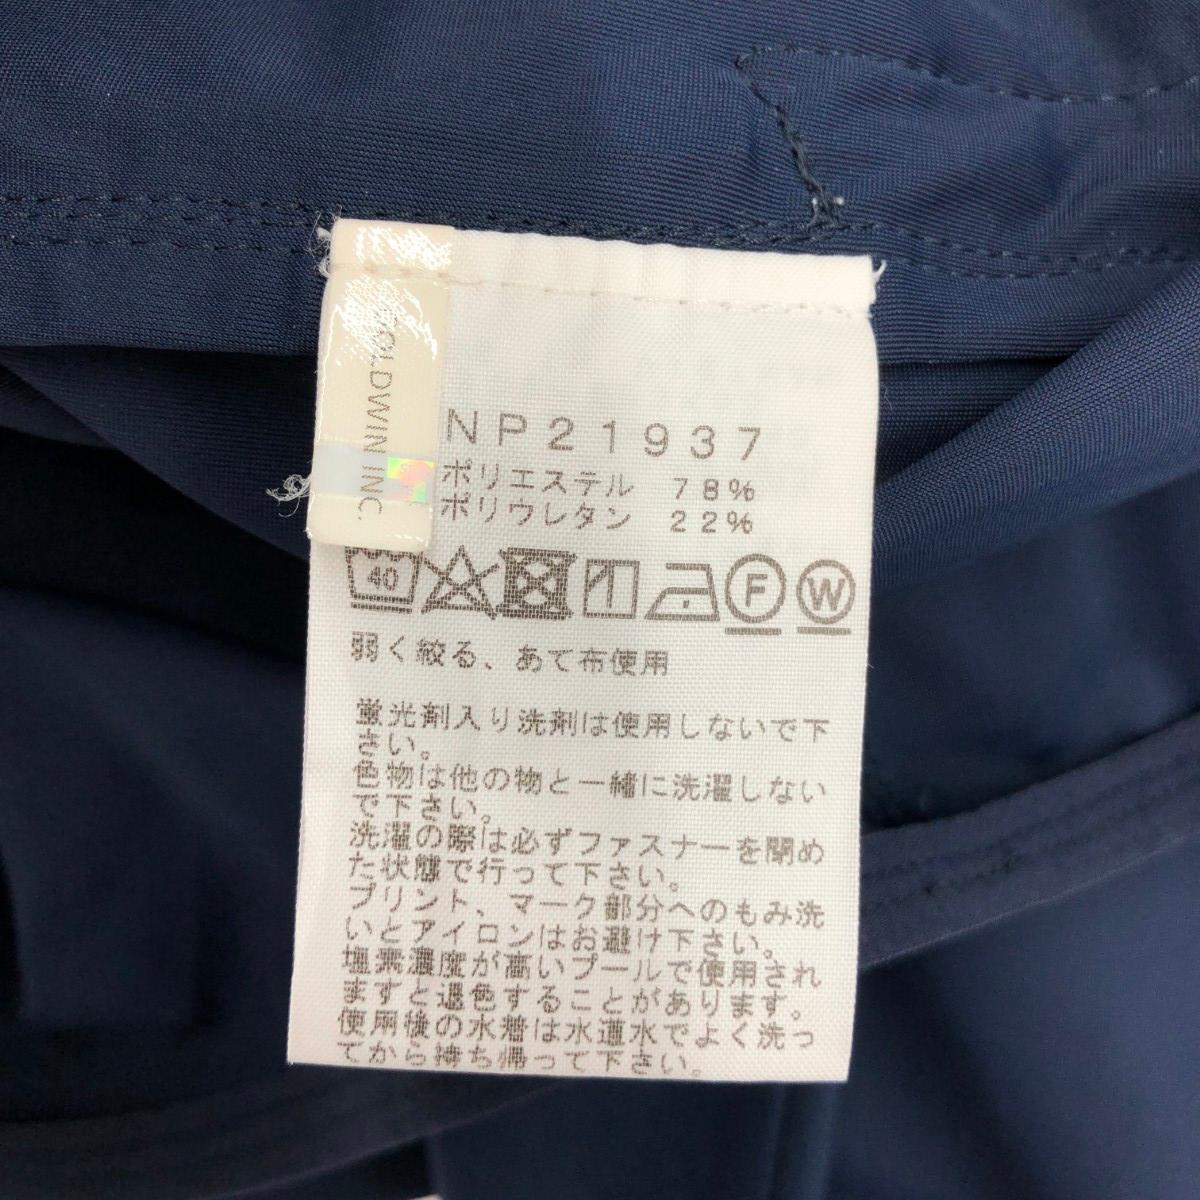 GOLDWIN INC.
NP21937
ポリエステル 78%
ポリウレタン 22%
40 F W
弱く絞る、あて布使用
蛍光剤入り洗剤は使用しないで下
さい。
色物は他の物と一緒に洗濯しない
で下さい。
洗濯の際は必ずファスナーを閉め
た状態で行って下さい。
プリント、マーク部分へのもみ洗
いとアイロンはお避け下さい。
塩素濃度が高いプールで使用され
ますと退色することがあります。
使用後の水着は水道水でよく洗っ
てから持ち帰って下さい。